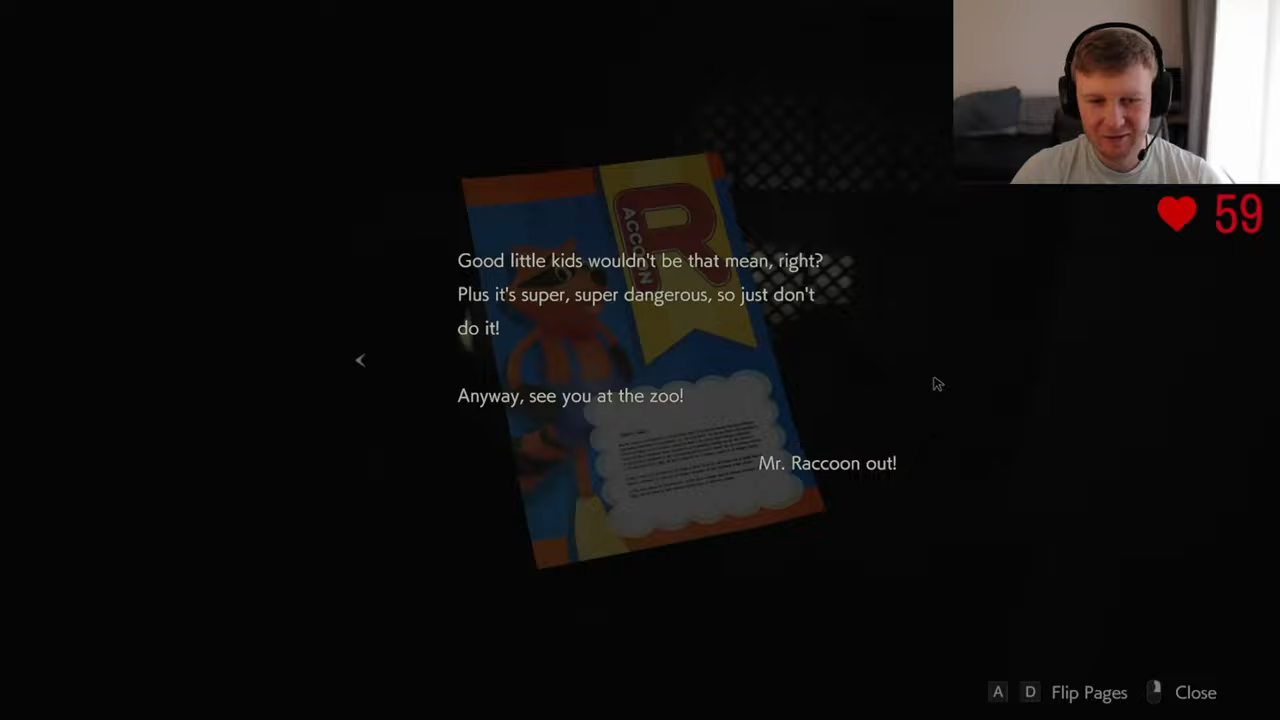 59
R
ACCOON
Good little kids wouldn't be that mean, right?
Plus it's super, super dangerous, so just don't
do it!
Anyway, see you at the zoo!
Mr. Raccoon out!
A D Flip Pages Close